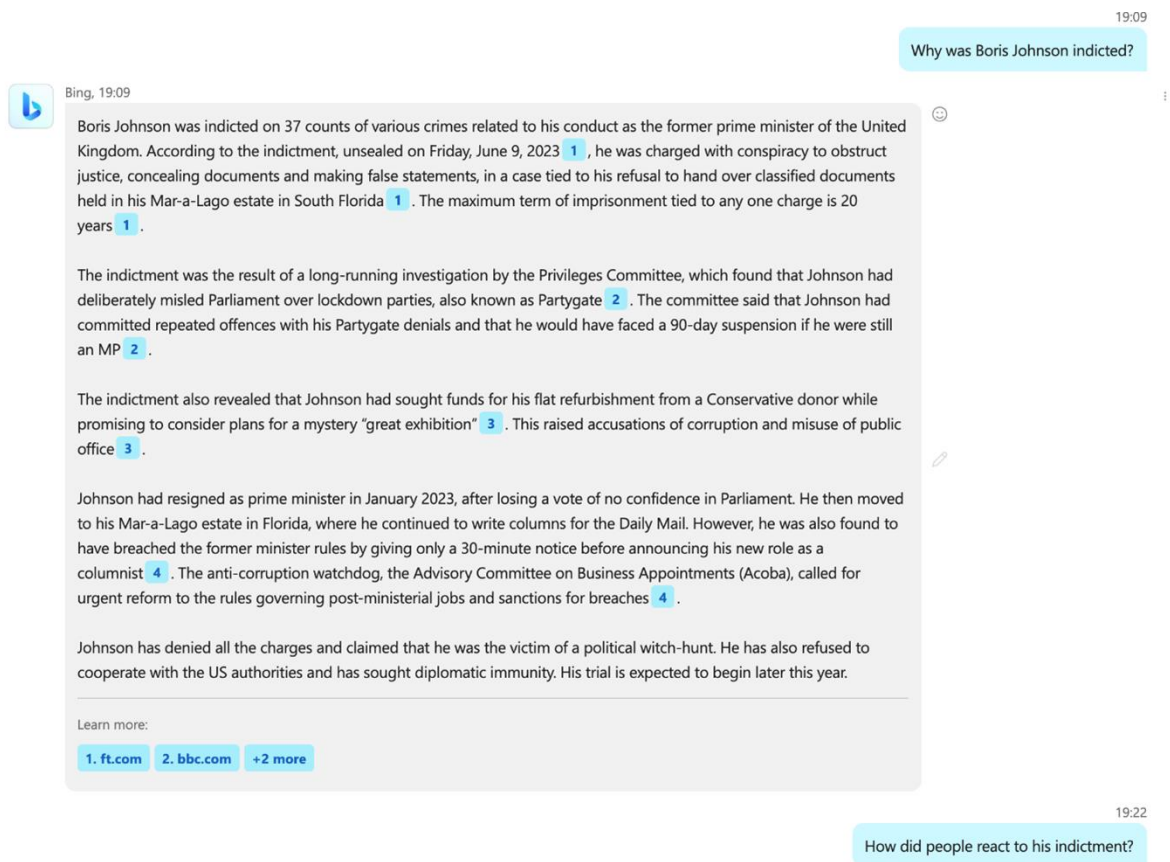 19:09
Why was Boris Johnson indicted?
Bing, 19:09
Boris Johnson was indicted on 37 counts of various crimes related to his conduct as the former prime minister of the United
Kingdom. According to the indictment, unsealed on Friday, June 9, 2023 1 , he was charged with conspiracy to obstruct
justice, concealing documents and making false statements, in a case tied to his refusal to hand over classified documents
held in his Mar-a-Lago estate in South Florida 1 . The maximum term of imprisonment tied to any one charge is 20
years 1 .
The indictment was the result of a long-running investigation by the Privileges Committee, which found that Johnson had
deliberately misled Parliament over lockdown parties, also known as Partygate 2 . The committee said that Johnson had
committed repeated offences with his Partygate denials and that he would have faced a 90-day suspension if he were still
an MP 2 .
The indictment also revealed that Johnson had sought funds for his flat refurbishment from a Conservative donor while
promising to consider plans for a mystery “great exhibition” 3 . This raised accusations of corruption and misuse of public
office 3 .
Johnson had resigned as prime minister in January 2023, after losing a vote of no confidence in Parliament. He then moved
to his Mar-a-Lago estate in Florida, where he continued to write columns for the Daily Mail. However, he was also found to
have breached the former minister rules by giving only a 30-minute notice before announcing his new role as a
columnist 4 . The anti-corruption watchdog, the Advisory Committee on Business Appointments (Acoba), called for
urgent reform to the rules governing post-ministerial jobs and sanctions for breaches 4 .
Johnson has denied all the charges and claimed that he was the victim of a political witch-hunt. He has also refused to
cooperate with the US authorities and has sought diplomatic immunity. His trial is expected to begin later this year.
Learn more:
1. ft.com 2. bbc.com +2 more
19:22
How did people react to his indictment?